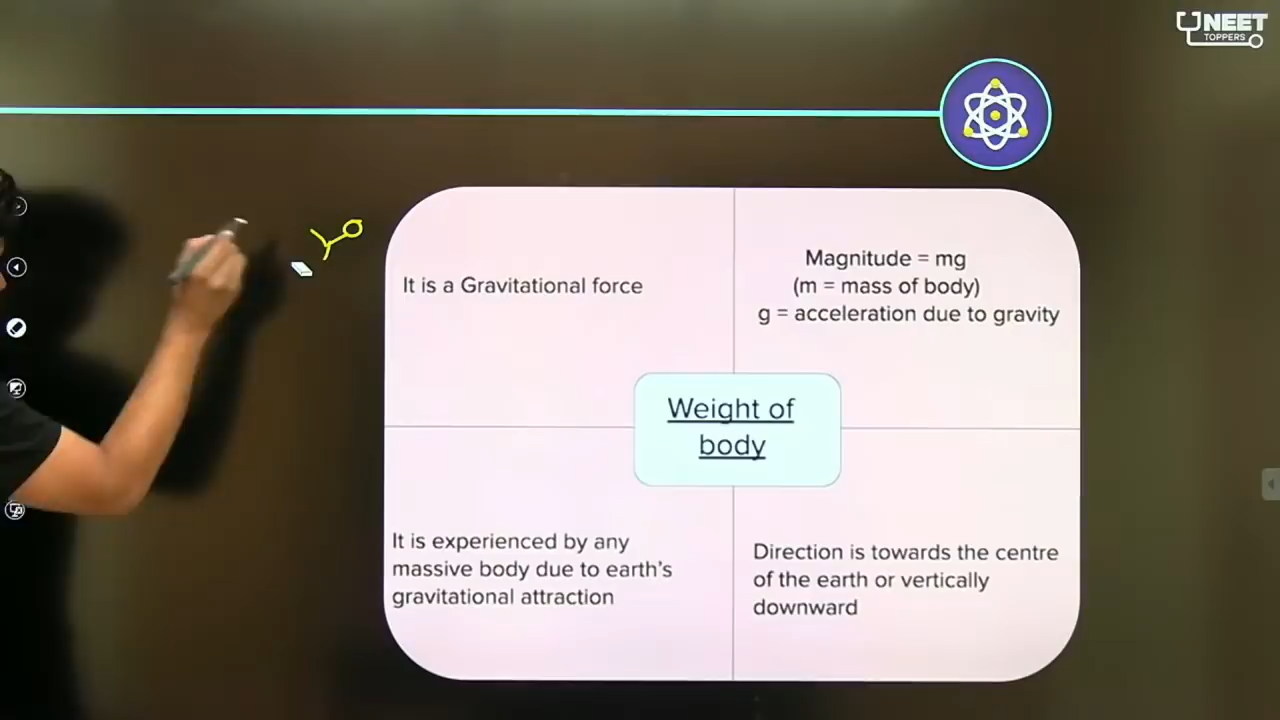 NEET
TOPPERS
It is a Gravitational force
Magnitude = mg
(m = mass of body)
g = acceleration due to gravity
Weight of
body
It is experienced by any
massive body due to earth's
gravitational attraction
Direction is towards the centre
of the earth or vertically
downward